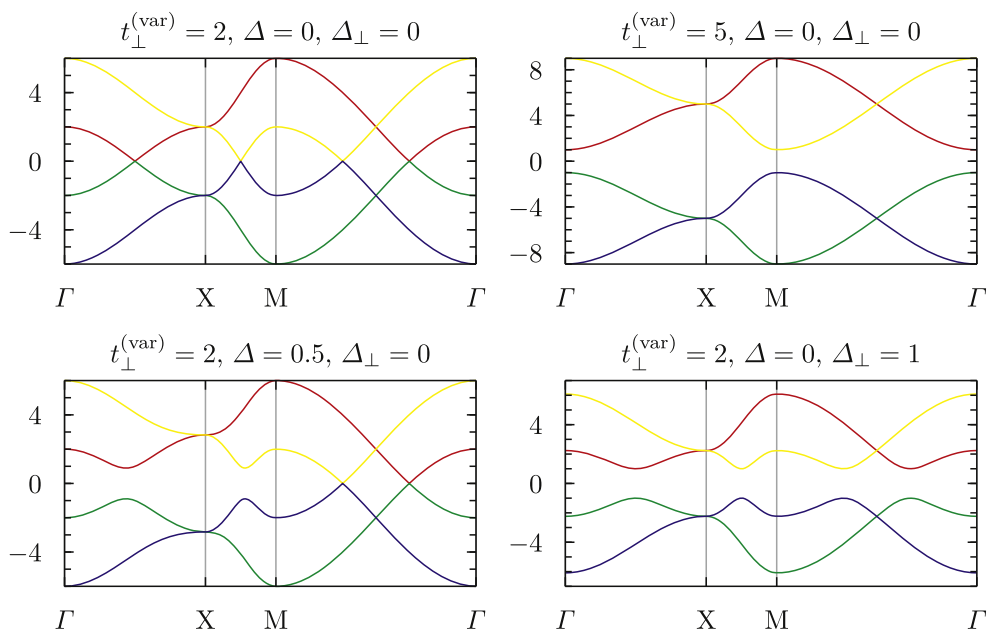 t⊥^(var) = 2, Δ = 0, Δ⊥ = 0
4
0
−4
Γ X M Γ
t⊥^(var) = 5, Δ = 0, Δ⊥ = 0
8
4
0
−4
−8
Γ X M Γ
t⊥^(var) = 2, Δ = 0.5, Δ⊥ = 0
4
0
−4
Γ X M Γ
t⊥^(var) = 2, Δ = 0, Δ⊥ = 1
4
0
−4
Γ X M Γ